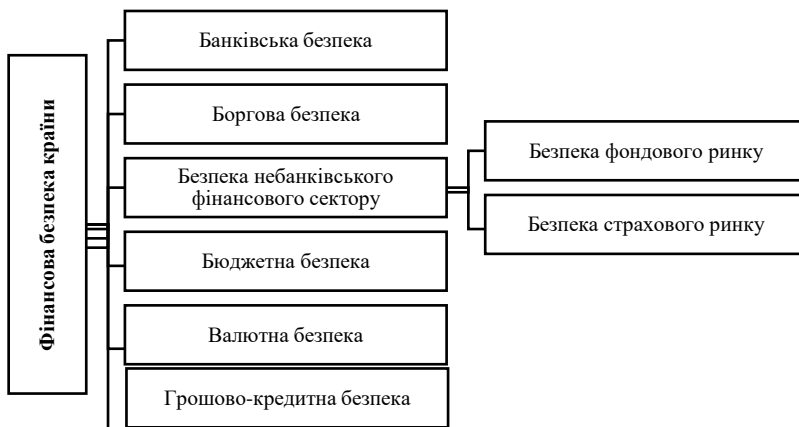 Фінансова безпека країни
Банківська безпека
Боргова безпека
Безпека небанківського
фінансового сектору
Бюджетна безпека
Валютна безпека
Грошово-кредитна безпека
Безпека фондового ринку
Безпека страхового ринку